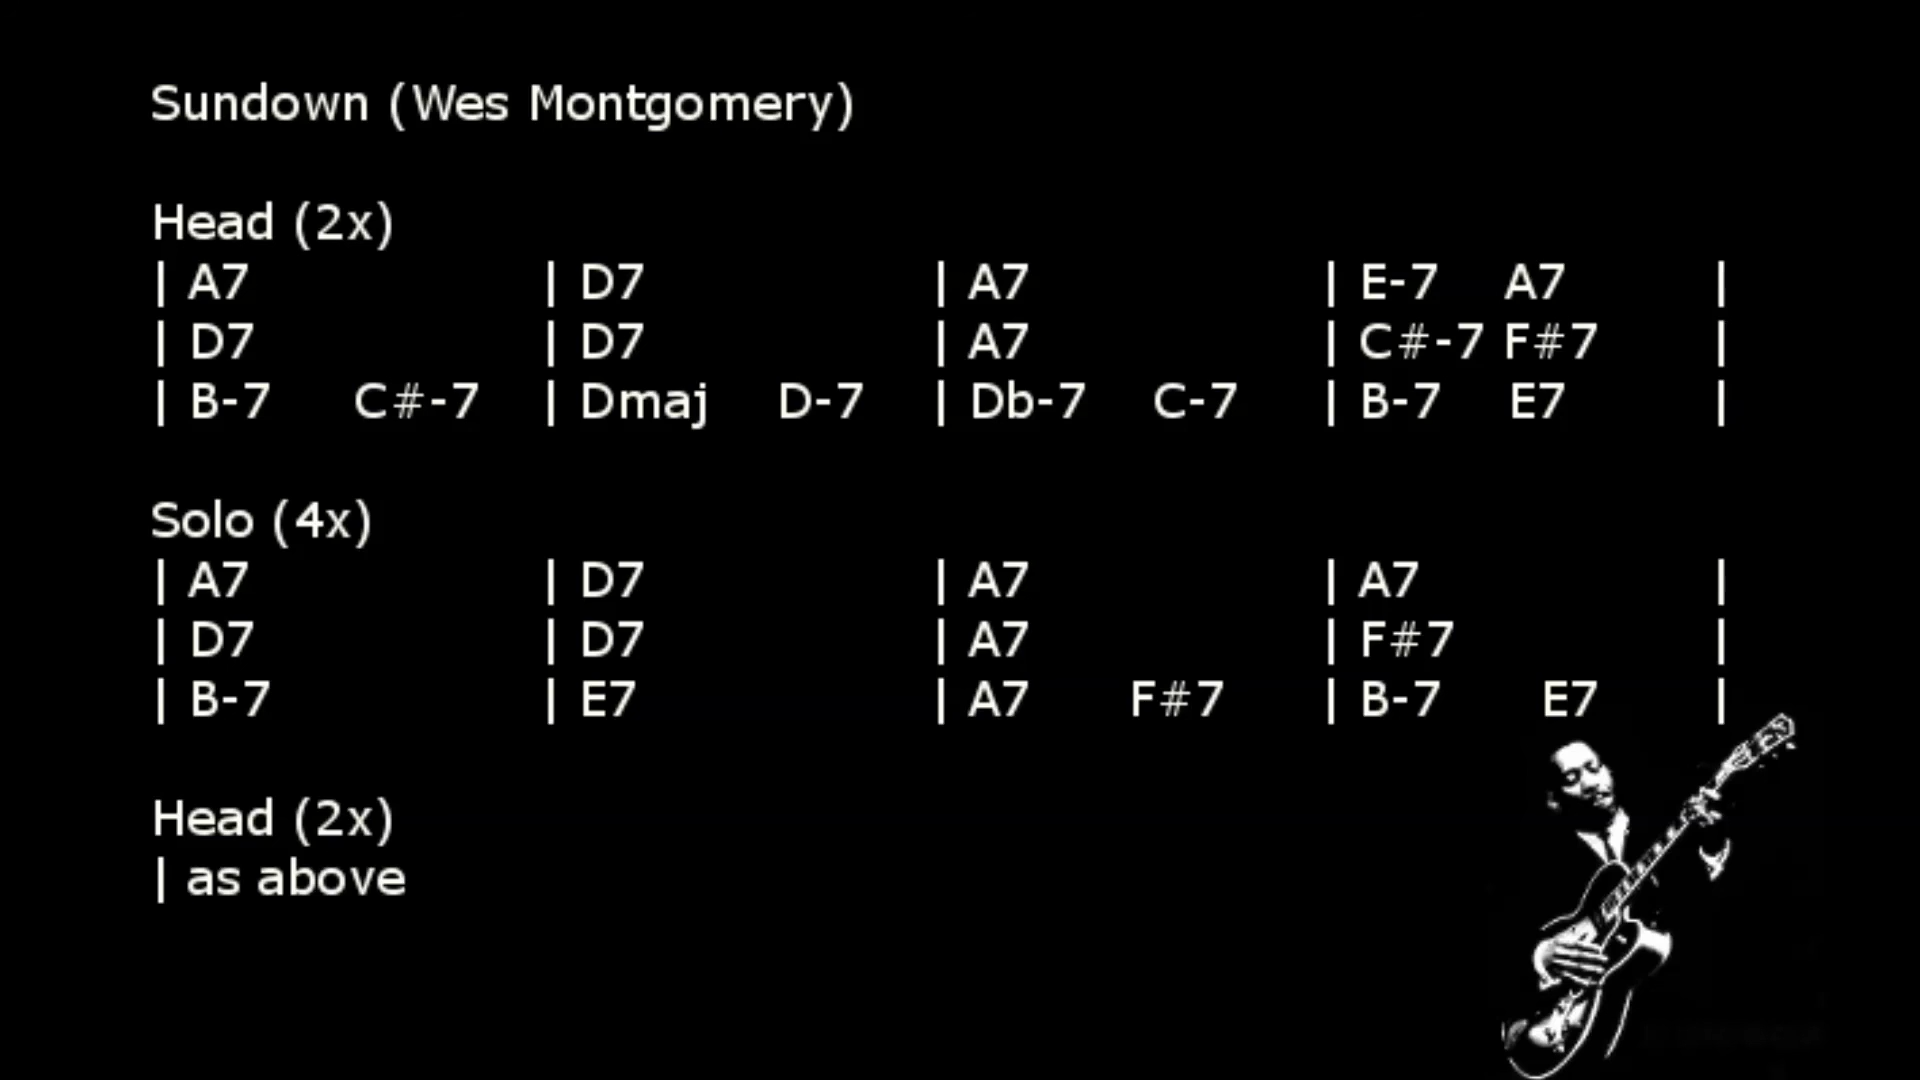 Sundown (Wes Montgomery)
Head (2x)
| A7 | D7 | A7 | E-7 A7 |
| D7 | D7 | A7 | C#-7 F#7 |
| B-7 C#-7 | Dmaj D-7 | Db-7 C-7 | B-7 E7 |
Solo (4x)
| A7 | D7 | A7 | A7 |
| D7 | D7 | A7 | F#7 |
| B-7 | E7 | A7 F#7 | B-7 E7 |
Head (2x)
| as above